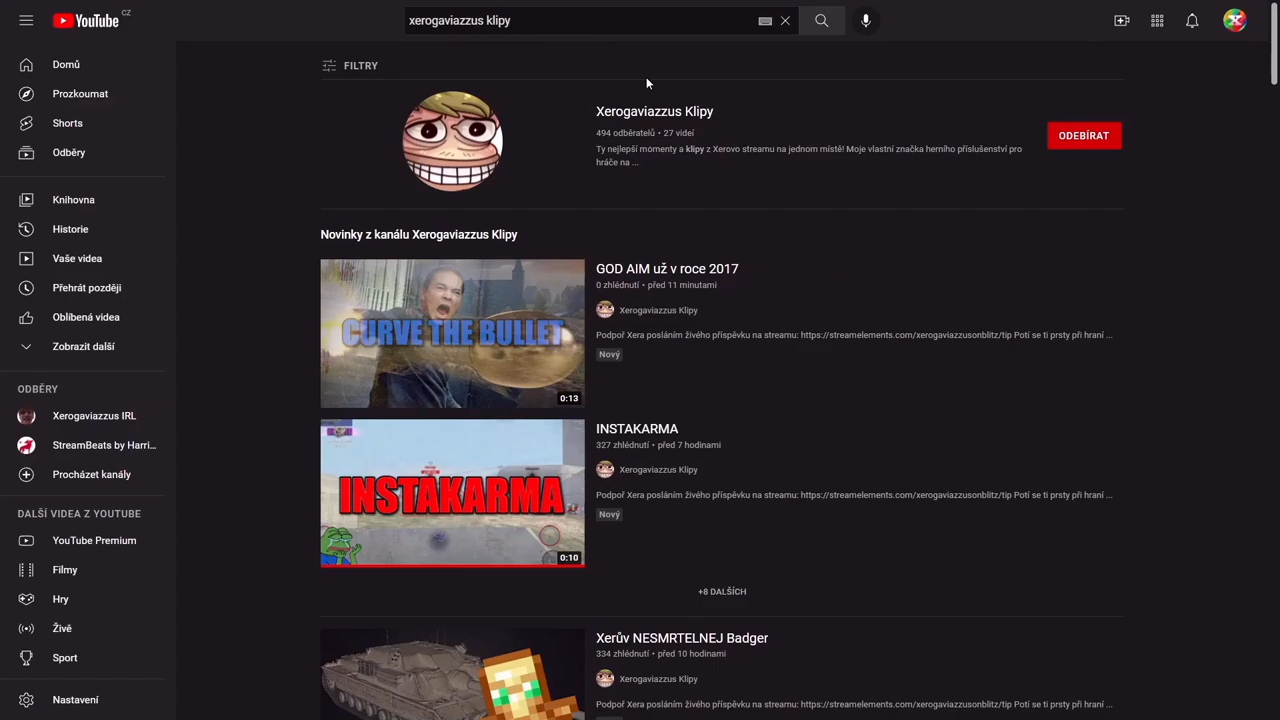 YouTube CZ
xerogaviazzus klipy
Domů
Prozkoumat
Shorts
Odběry
Knihovna
Historie
Vaše videa
Přehrát později
Oblíbená videa
Zobrazit další
ODBĚRY
Xerogaviazzus IRL
StreamBeats by Harri...
Procházet kanály
DALŠÍ VIDEA Z YOUTUBE
YouTube Premium
Filmy
Hry
Živě
Sport
Nastavení
FILTRY
Xerogaviazzus Klipy
494 odběratelů • 27 videí
Ty nejlepší momenty a klipy z Xerovo streamu na jednom místě! Moje vlastní značka herního příslušenství pro
hráče na ...
ODEBÍRAT
Novinky z kanálu Xerogaviazzus Klipy
CURVE THE BULLET
0:13
GOD AIM už v roce 2017
0 zhlédnutí • před 11 minutami
Xerogaviazzus Klipy
Podpoř Xera posláním živého příspěvku na streamu: https://streamelements.com/xerogaviazzusonblitz/tip Potí se ti prsty při hraní ...
Nový
INSTAKARMA
0:10
INSTAKARMA
327 zhlédnutí • před 7 hodinami
Xerogaviazzus Klipy
Podpoř Xera posláním živého příspěvku na streamu: https://streamelements.com/xerogaviazzusonblitz/tip Potí se ti prsty při hraní ...
Nový
+8 DALŠÍCH
Xerův NESMRTELNEJ Badger
334 zhlédnutí • před 10 hodinami
Xerogaviazzus Klipy
Podpoř Xera posláním živého příspěvku na streamu: https://streamelements.com/xerogaviazzusonblitz/tip Potí se ti prsty při hraní ...